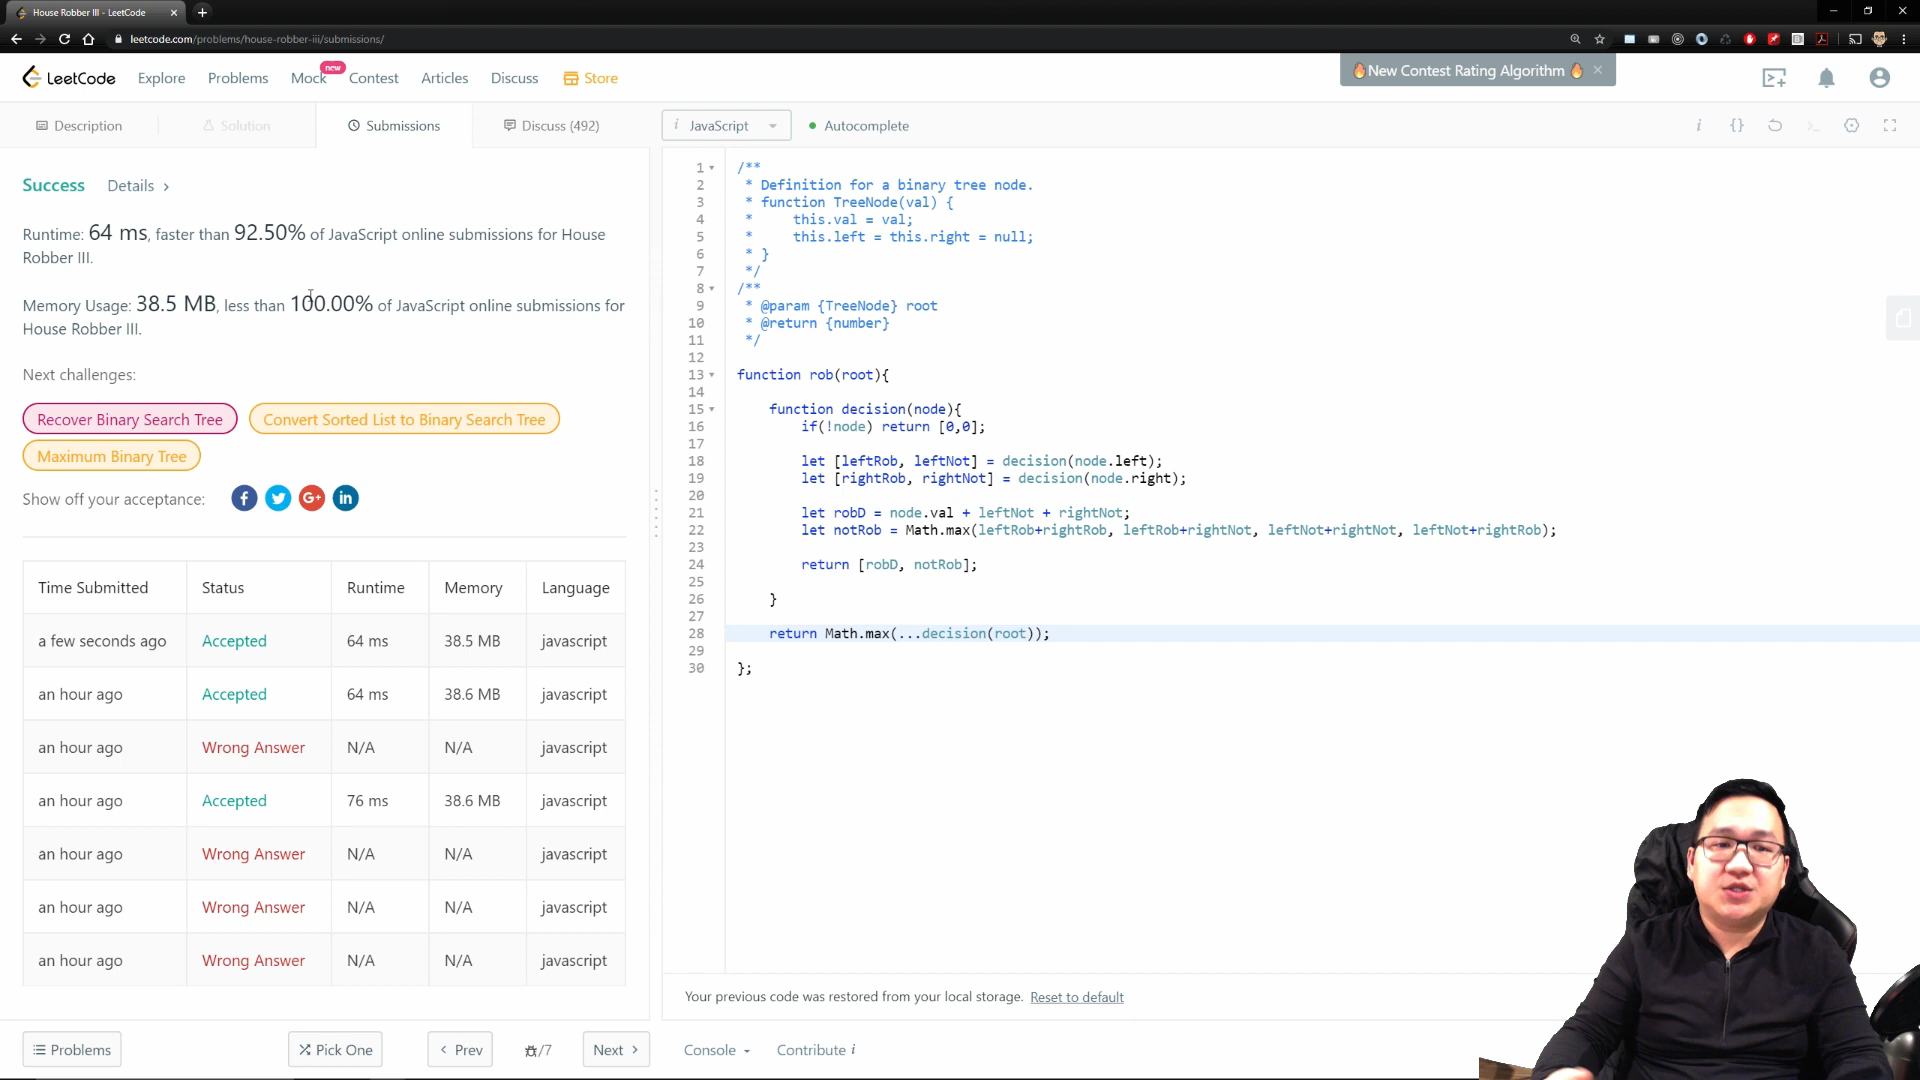 House Robber III - LeetCode
leetcode.com/problems/house-robber-iii/submissions/
LeetCode
Explore
Problems
Mock
new
Contest
Articles
Discuss
Store
🔥New Contest Rating Algorithm 🔥
Description
Solution
Submissions
Discuss (492)
i JavaScript
Autocomplete
Success
Details
Runtime: 64 ms, faster than 92.50% of JavaScript online submissions for House
Robber III.
Memory Usage: 38.5 MB, less than 100.00% of JavaScript online submissions for
House Robber III.
Next challenges:
Recover Binary Search Tree
Convert Sorted List to Binary Search Tree
Maximum Binary Tree
Show off your acceptance:
Time Submitted Status Runtime Memory Language
a few seconds ago Accepted 64 ms 38.5 MB javascript
an hour ago Accepted 64 ms 38.6 MB javascript
an hour ago Wrong Answer N/A N/A javascript
an hour ago Accepted 76 ms 38.6 MB javascript
an hour ago Wrong Answer N/A N/A javascript
an hour ago Wrong Answer N/A N/A javascript
an hour ago Wrong Answer N/A N/A javascript
Problems
Pick One
Prev
/7
Next
1 /**
2 * Definition for a binary tree node.
3 * function TreeNode(val) {
4 *     this.val = val;
5 *     this.left = this.right = null;
6 * }
7 */
8 /**
9 * @param {TreeNode} root
10 * @return {number}
11 */
12
13 function rob(root){
14
15     function decision(node){
16         if(!node) return [0,0];
17
18         let [leftRob, leftNot] = decision(node.left);
19         let [rightRob, rightNot] = decision(node.right);
20
21         let robD = node.val + leftNot + rightNot;
22         let notRob = Math.max(leftRob+rightRob, leftRob+rightNot, leftNot+rightNot, leftNot+rightRob);
23
24         return [robD, notRob];
25
26     }
27
28     return Math.max(...decision(root));
29
30 };
Your previous code was restored from your local storage. Reset to default
Console
Contribute i